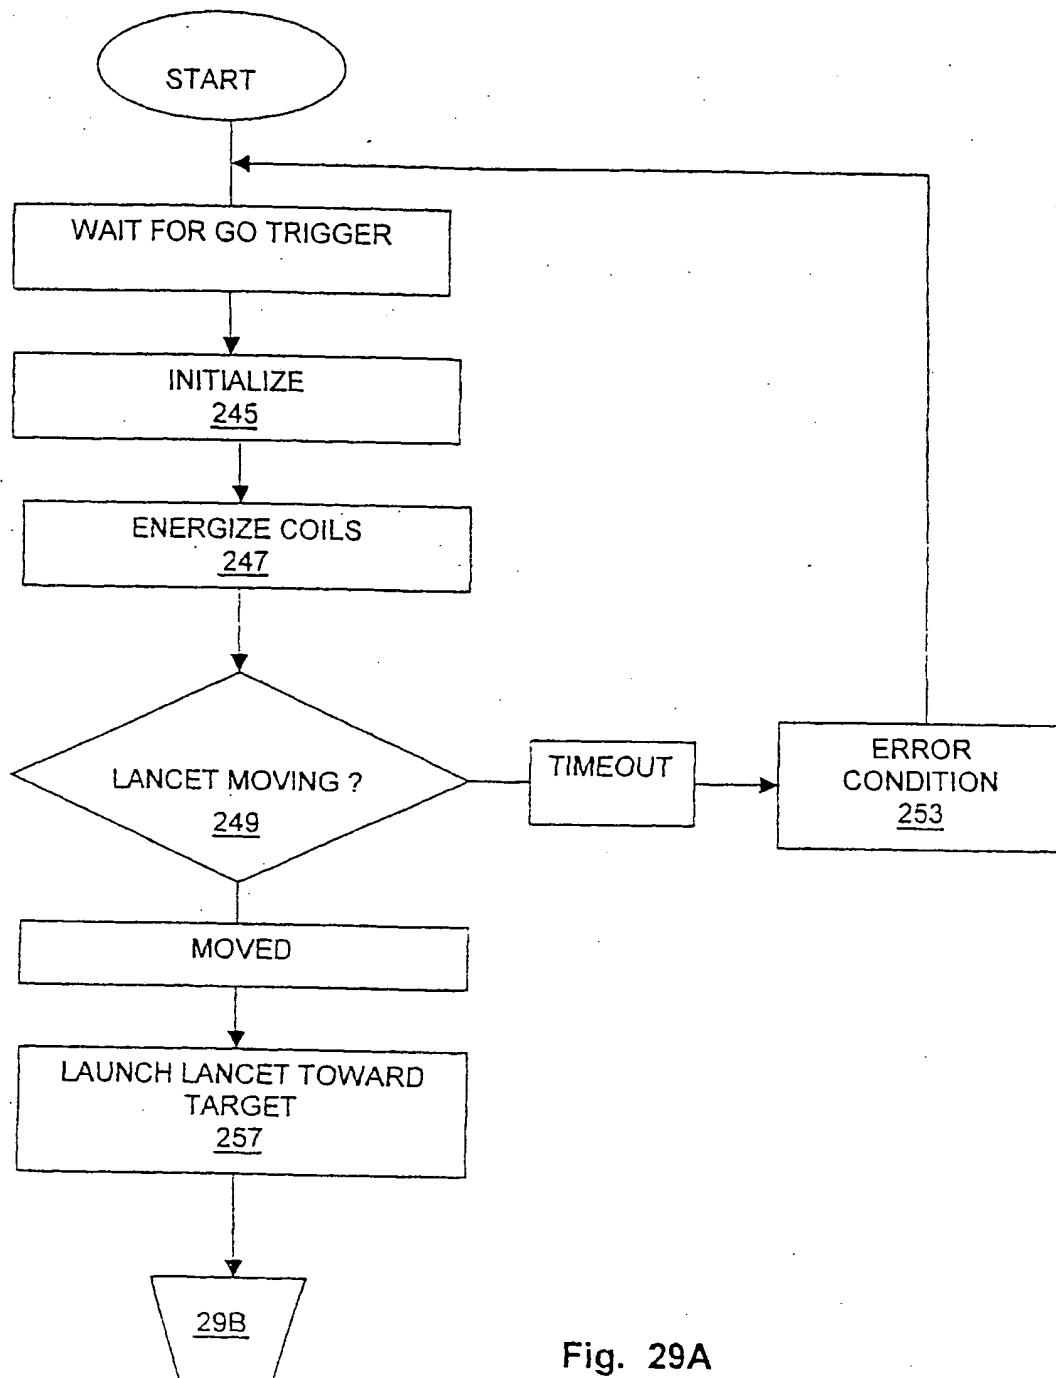 START
WAIT FOR GO TRIGGER
INITIALIZE
245
ENERGIZE COILS
247
LANCET MOVING ?
249
TIMEOUT
ERROR
CONDITION
253
MOVED
LAUNCH LANCET TOWARD
TARGET
257
29B
Fig. 29A